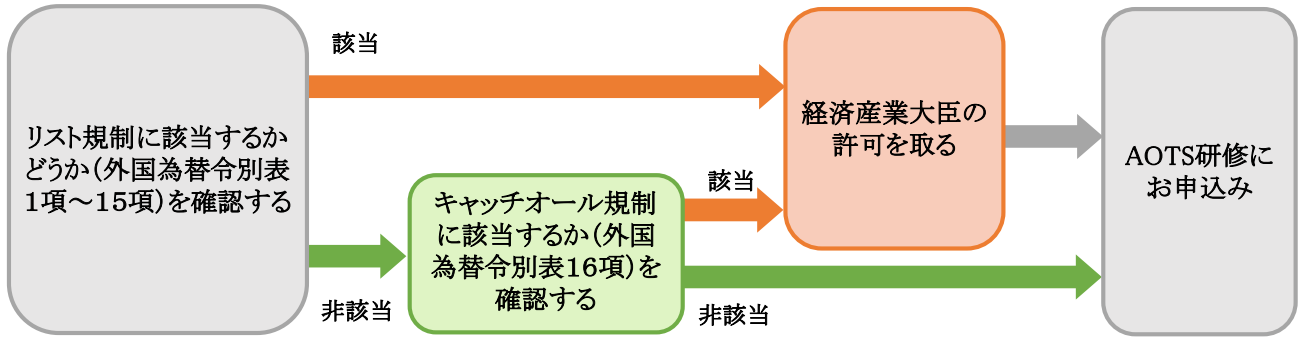 リスト規制に該当するか
どうか（外国為替令別表
1項～15項）を確認する
該当
非該当
キャッチオール規制
に該当するか（外国
為替令別表16項）を
確認する
該当
非該当
経済産業大臣の
許可を取る
AOTS研修に
お申込み